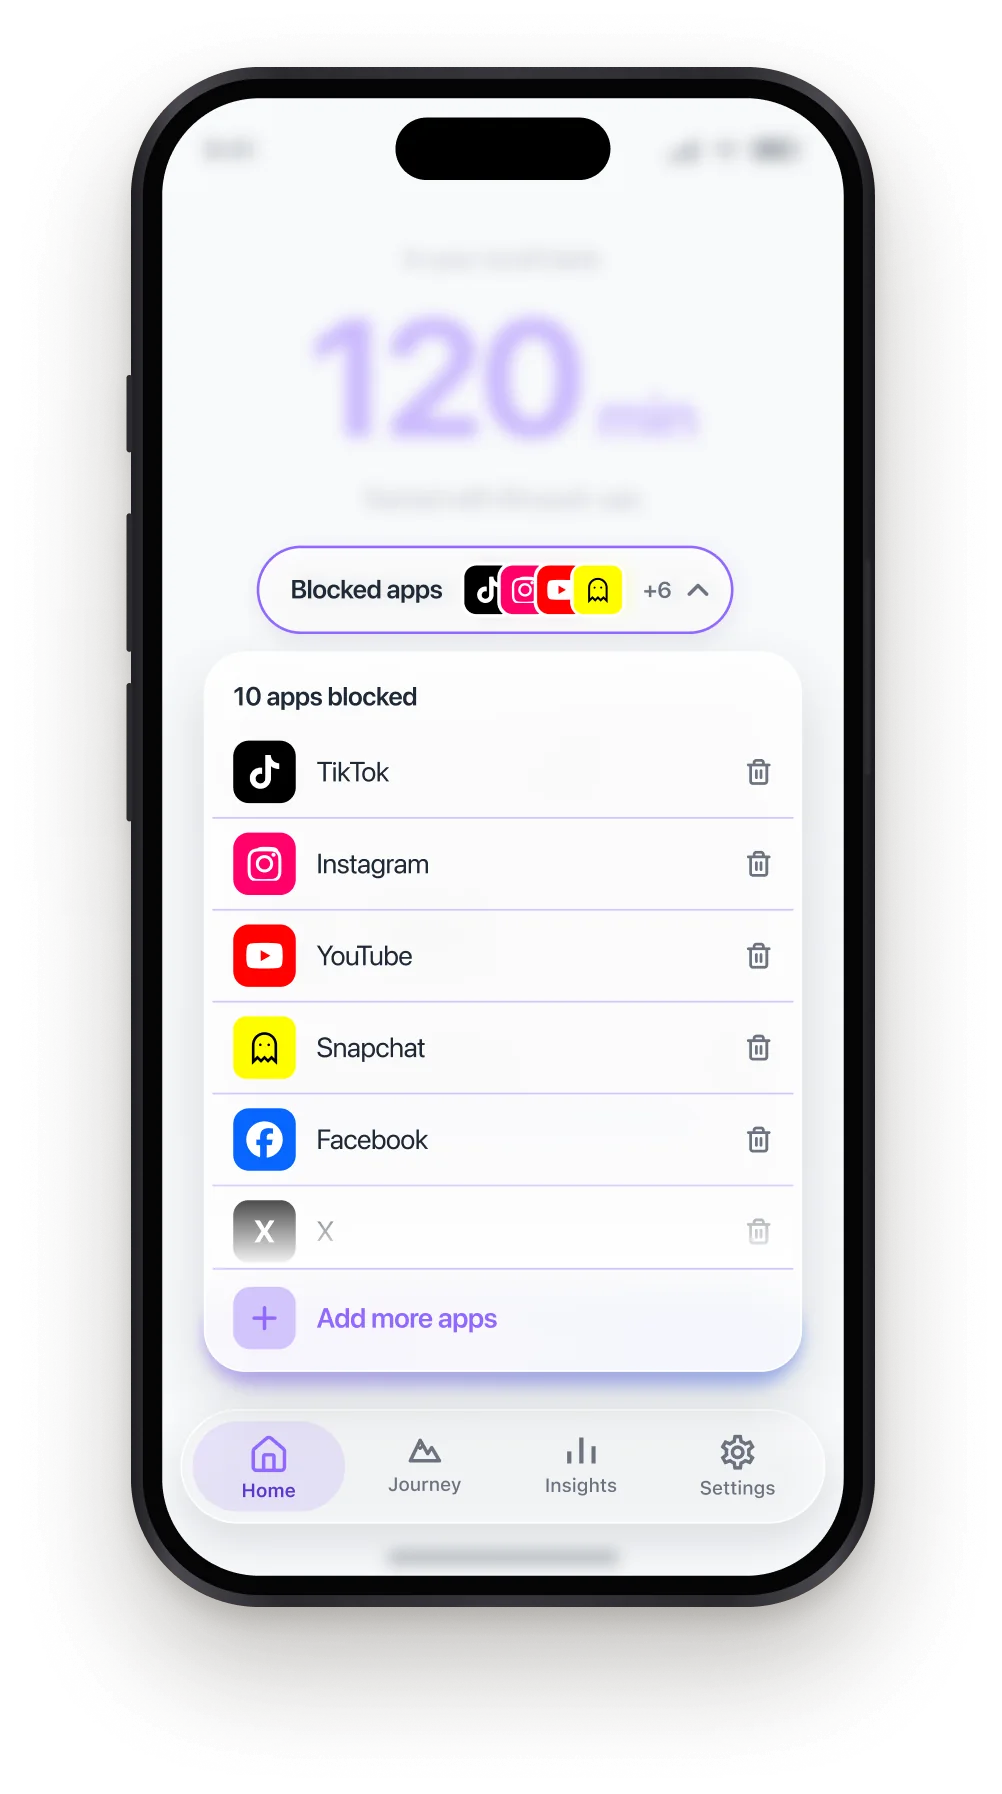 120 min
Blocked apps +6
10 apps blocked
TikTok
Instagram
YouTube
Snapchat
Facebook
X X
Add more apps
Home
Journey
Insights
Settings